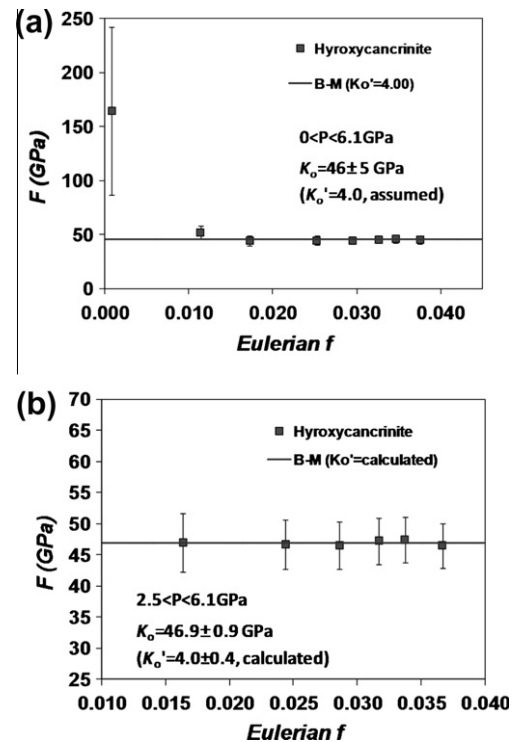 (a)
250
200
150
100
50
0
F (GPa)
Hyroxycancrinite
B-M (Ko'=4.00)
0<P<6.1GPa
Ko=46±5 GPa
(Ko'=4.0, assumed)
0.000 0.010 0.020 0.030 0.040
Eulerian f
(b)
70
65
60
55
50
45
40
35
30
25
F (GPa)
Hyroxycancrinite
B-M (Ko'=calculated)
2.5<P<6.1GPa
Ko=46.9±0.9 GPa
(Ko'=4.0±0.4, calculated)
0.010 0.015 0.020 0.025 0.030 0.035 0.040
Eulerian f